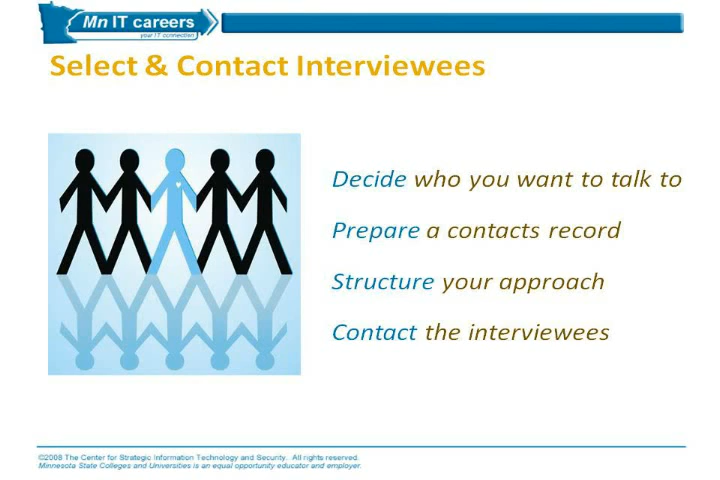 Mn IT careers
your IT connection
Select & Contact Interviewees
Decide who you want to talk to
Prepare a contacts record
Structure your approach
Contact the interviewees
©2008 The Center for Strategic Information Technology and Security. All rights reserved.
Minnesota State Colleges and Universities is an equal opportunity educator and employer.